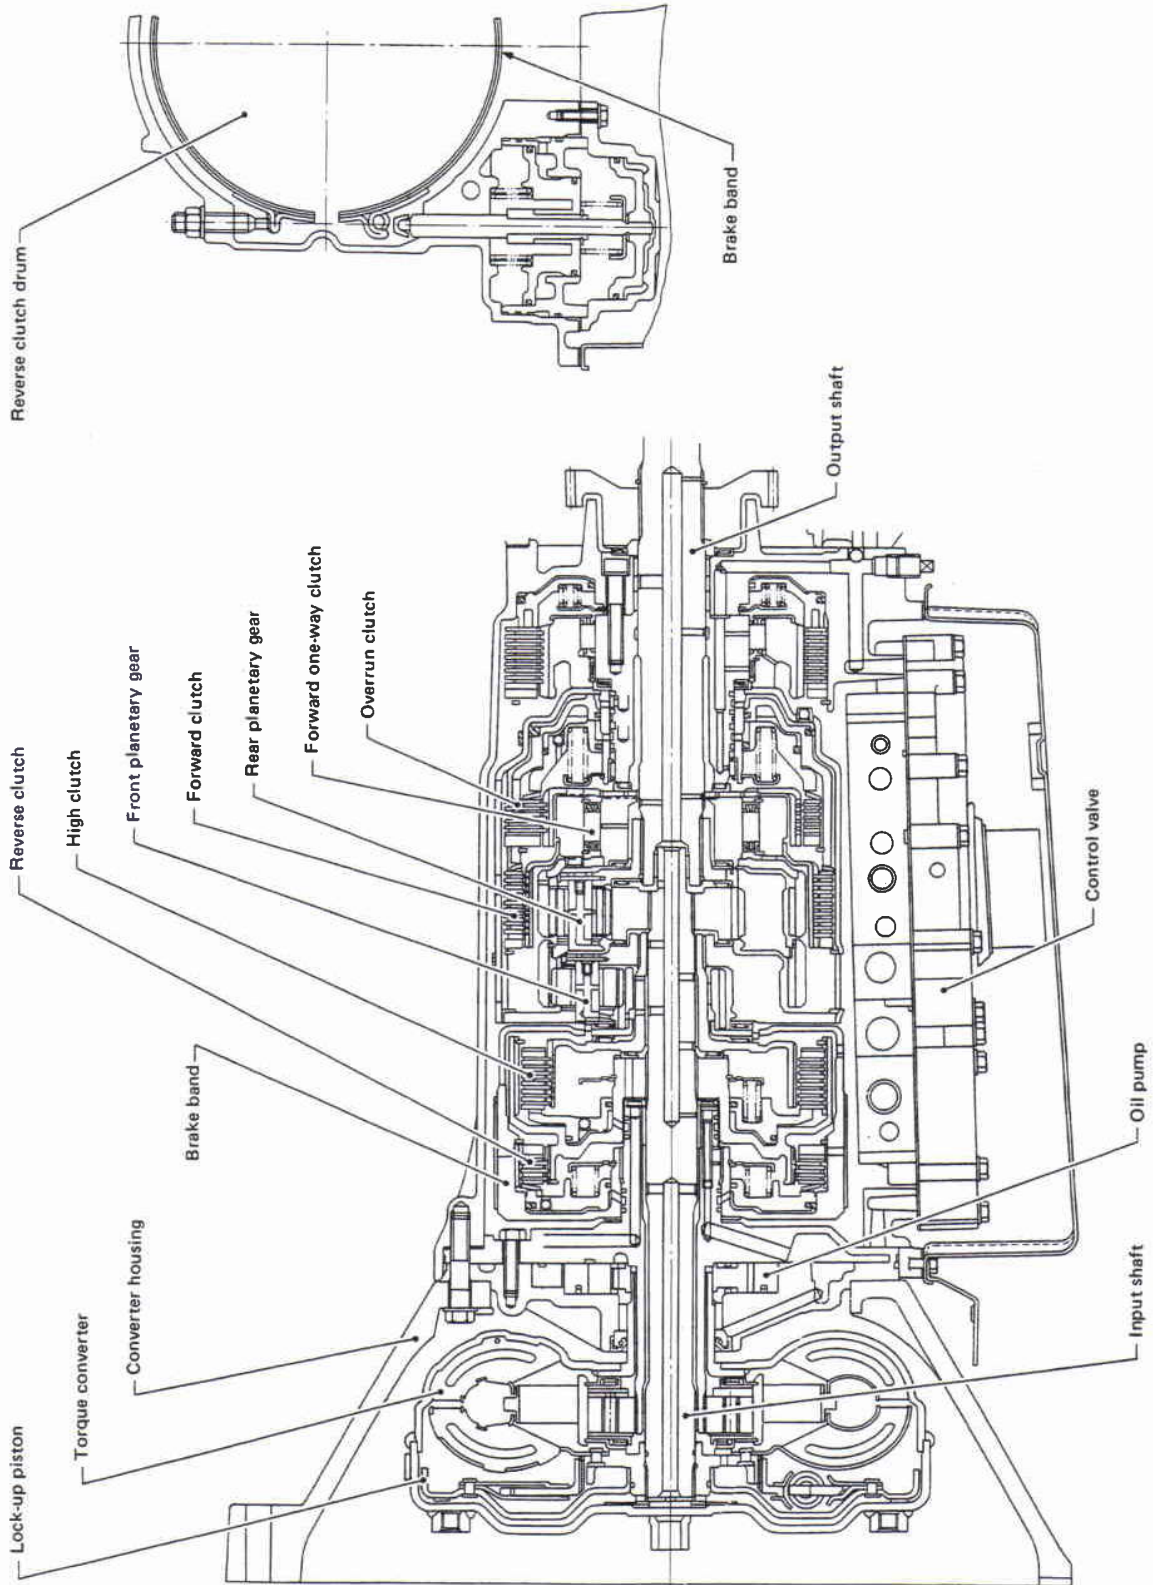 Lock-up piston
Torque converter
Converter housing
Brake band
Reverse clutch
High clutch
Front planetary gear
Forward clutch
Rear planetary gear
Forward one-way clutch
Overrun clutch
Reverse clutch drum
Input shaft
Oil pump
Control valve
Output shaft
Brake band